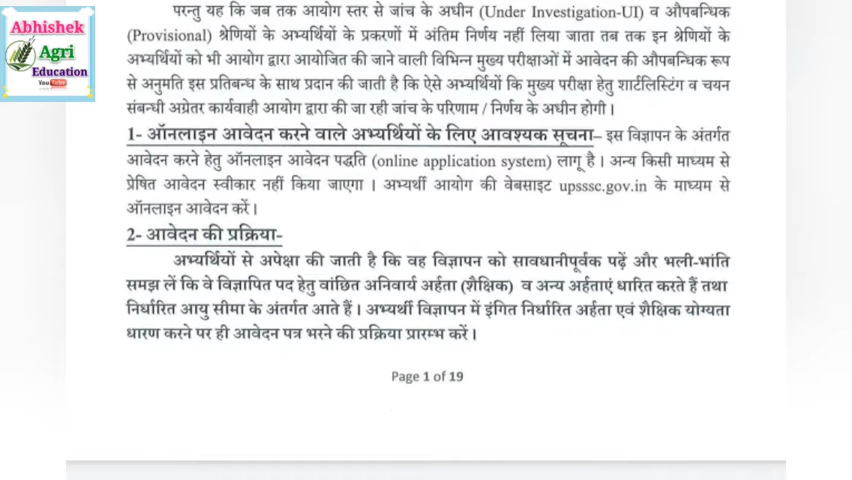 Abhishek
Agri
Education
परन्तु यह कि जब तक आयोग स्तर से जांच के अधीन (Under Investigation-UI) व औपबन्धिक
(Provisional) श्रेणियों के अभ्यर्थियों के प्रकरणों में अंतिम निर्णय नहीं लिया जाता तब तक इन श्रेणियों के
अभ्यर्थियों को भी आयोग द्वारा आयोजित की जाने वाली विभिन्न मुख्य परीक्षाओं में आवेदन की औपबन्धिक रूप
से अनुमति इस प्रतिबन्ध के साथ प्रदान की जाती है कि ऐसे अभ्यर्थियों कि मुख्य परीक्षा हेतु शार्टलिस्टिंग व चयन
संबन्धी अग्रेतर कार्यवाही आयोग द्वारा की जा रही जांच के परिणाम / निर्णय के अधीन होगी।
1- ऑनलाइन आवेदन करने वाले अभ्यर्थियों के लिए आवश्यक सूचना– इस विज्ञापन के अंतर्गत
आवेदन करने हेतु ऑनलाइन आवेदन पद्धति (online application system) लागू है। अन्य किसी माध्यम से
प्रेषित आवेदन स्वीकार नहीं किया जाएगा । अभ्यर्थी आयोग की वेबसाइट upsssc.gov.in के माध्यम से
ऑनलाइन आवेदन करें।
2- आवेदन की प्रक्रिया-
अभ्यर्थियों से अपेक्षा की जाती है कि वह विज्ञापन को सावधानीपूर्वक पढ़ें और भली-भांति
समझ लें कि वे विज्ञापित पद हेतु वांछित अनिवार्य अर्हता (शैक्षिक) व अन्य अर्हताएं धारित करते हैं तथा
निर्धारित आयु सीमा के अंतर्गत आते हैं । अभ्यर्थी विज्ञापन में इंगित निर्धारित अर्हता एवं शैक्षिक योग्यता
धारण करने पर ही आवेदन पत्र भरने की प्रक्रिया प्रारम्भ करें ।
Page 1 of 19